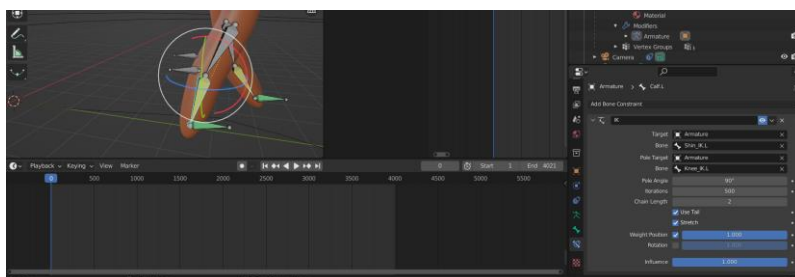 Material
Modifiers
Armature
Vertex Groups
Camera
Armature > Calf.L
Add Bone Constraint
IK
Target Armature
Bone Shin_IK.L
Pole Target Armature
Bone Knee_IK.L
Pole Angle 90°
Iterations 500
Chain Length 2
Use Tail
Stretch
Weight Position 1.000
Rotation
Influence 1.000
Playback Keying View Marker 0 Start 1 End 4021
0 500 1000 1500 2000 2500 3000 3500 4000 4500 5000 5500